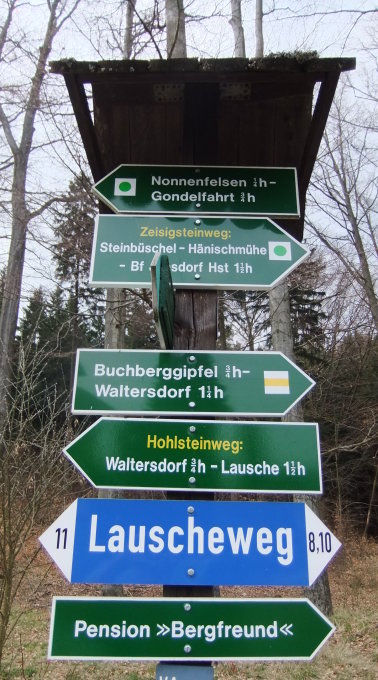 Nonnenfelsen ¼h-
Gondelfahrt ¾h
Zeisigsteinweg:
Steinbüschel - Hänischmühe
- Bf Hst 1½h
Buchberggipfel ¾h-
Waltersdorf 1¼h
Hohlsteinweg:
Waltersdorf ¾h - Lausche 1½h
11 Lauscheweg 8,10
Pension »Bergfreund«